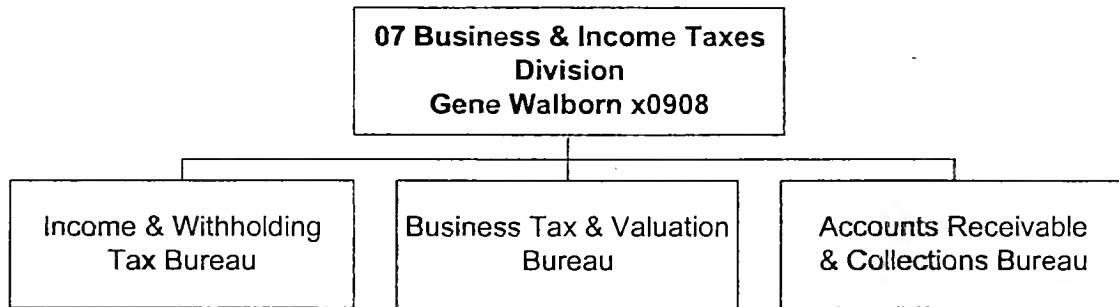 07 Business & Income Taxes
Division
Gene Walborn x0908
Income & Withholding
Tax Bureau
Business Tax & Valuation
Bureau
Accounts Receivable
& Collections Bureau